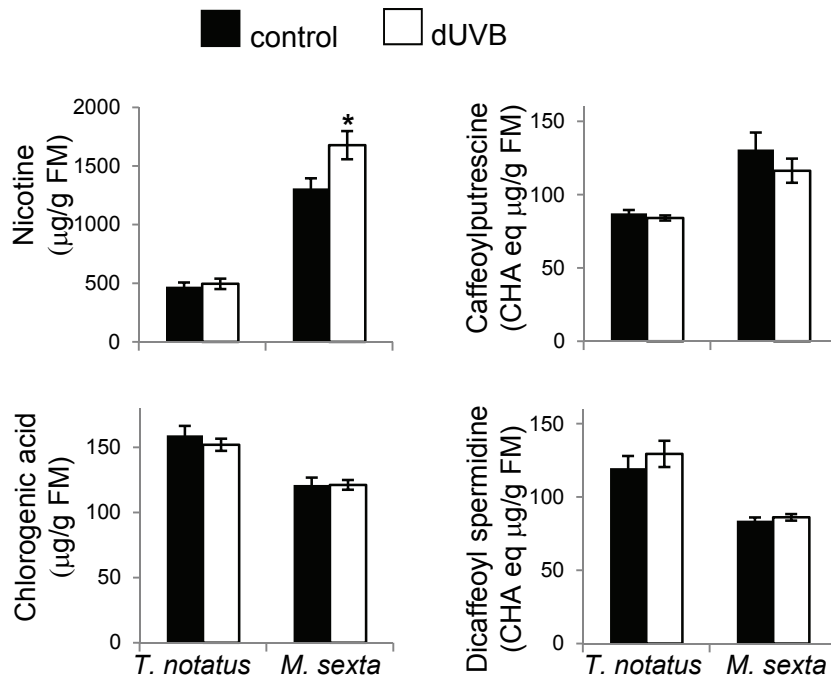 control dUVB
Nicotine
(µg/g FM)
2000
1500
1000
500
0
*
Caffeoylputrescine
(CHA eq µg/g FM)
150
100
50
0
Chlorogenic acid
(µg/g FM)
150
100
50
0
T. notatus M. sexta
Dicaffeoyl spermidine
(CHA eq µg/g FM)
150
100
50
0
T. notatus M. sexta